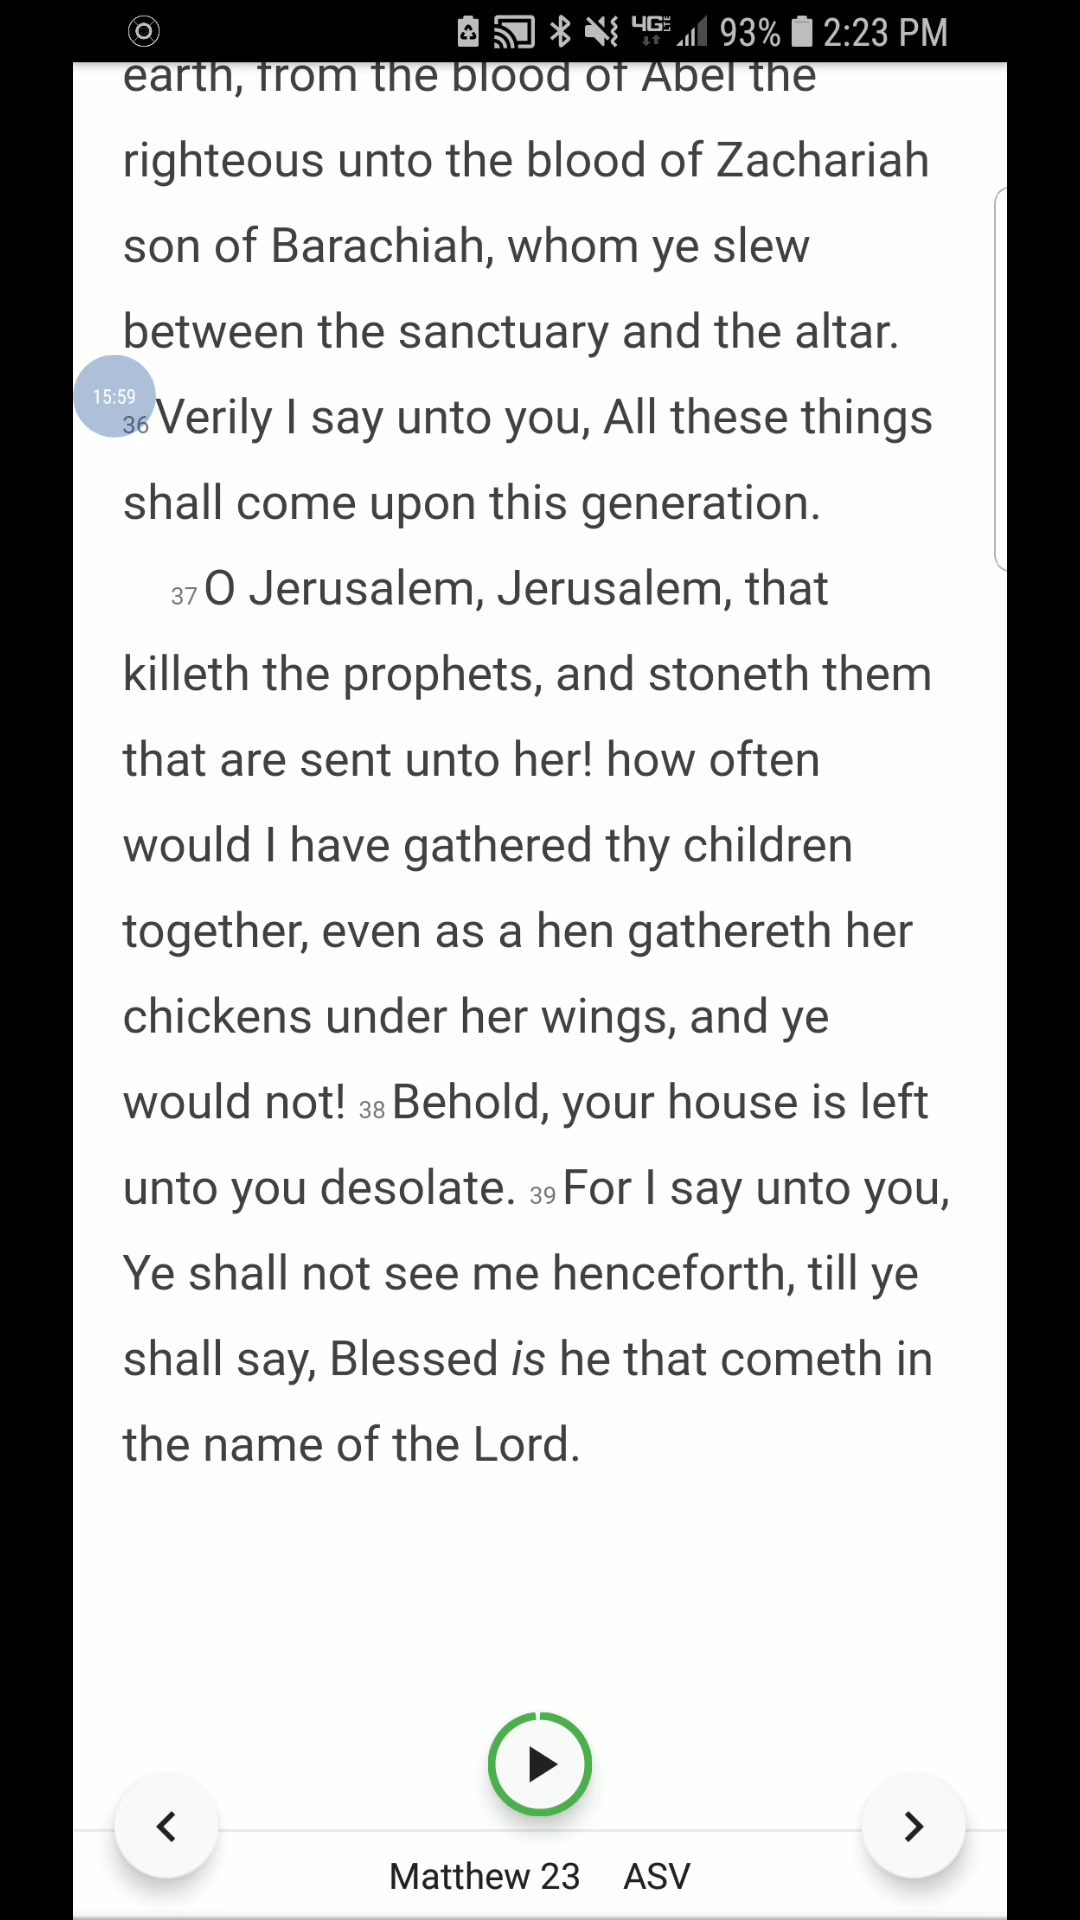 4G LTE 93% 2:23 PM
earth, from the blood of Abel the
righteous unto the blood of Zachariah
son of Barachiah, whom ye slew
between the sanctuary and the altar.
15:59
36 Verily I say unto you, All these things
shall come upon this generation.
37 O Jerusalem, Jerusalem, that
killeth the prophets, and stoneth them
that are sent unto her! how often
would I have gathered thy children
together, even as a hen gathereth her
chickens under her wings, and ye
would not! 38 Behold, your house is left
unto you desolate. 39 For I say unto you,
Ye shall not see me henceforth, till ye
shall say, Blessed is he that cometh in
the name of the Lord.
Matthew 23 ASV